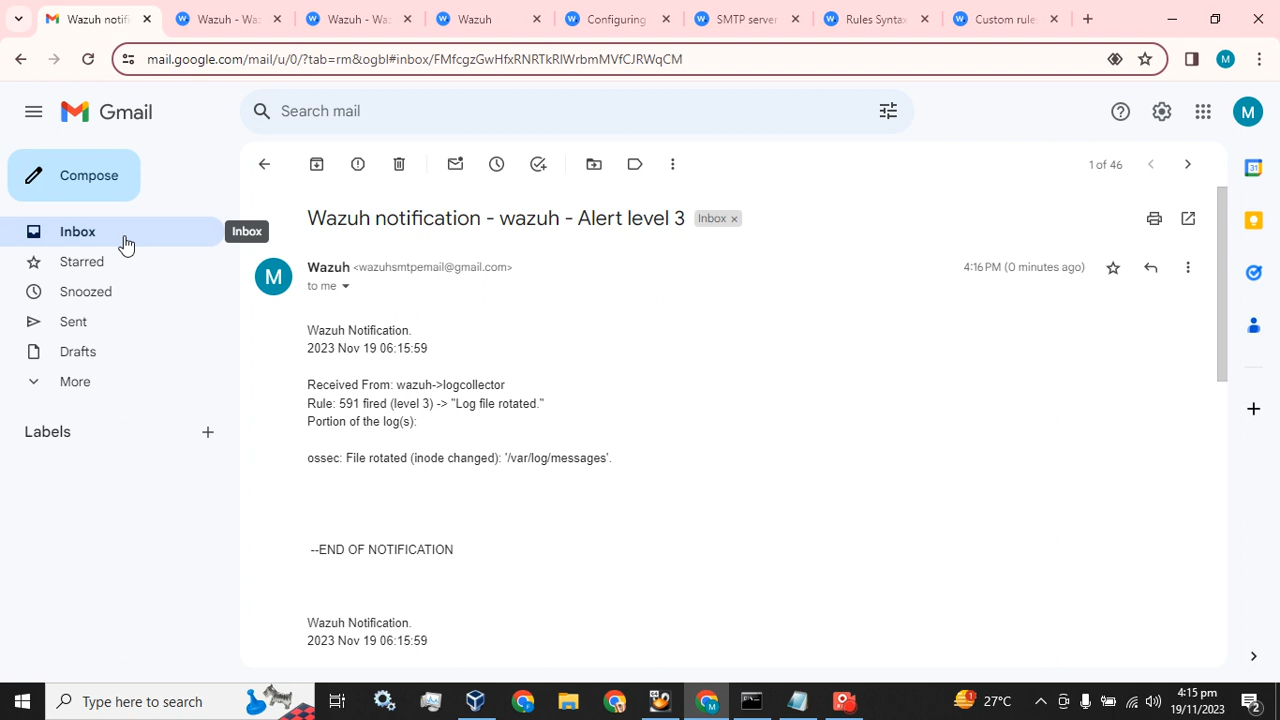 Wazuh notifi
Wazuh - Wa
Wazuh - Wa
Wazuh
Configuring
SMTP server
Rules Syntax
Custom rule
mail.google.com/mail/u/0/?tab=rm&ogbl#inbox/FMfcgzGwHfxRNRTkRlWrbmMVfCJRWqCM
M
Gmail
Search mail
M
Compose
1 of 46
Inbox
Inbox
Starred
Snoozed
Sent
Drafts
More
Labels
Wazuh notification - wazuh - Alert level 3
Inbox ×
M
Wazuh <wazuhsmtpemail@gmail.com>
4:16 PM (0 minutes ago)
to me
Wazuh Notification.
2023 Nov 19 06:15:59
Received From: wazuh->logcollector
Rule: 591 fired (level 3) -> "Log file rotated."
Portion of the log(s):
ossec: File rotated (inode changed): '/var/log/messages'.
--END OF NOTIFICATION
Wazuh Notification.
2023 Nov 19 06:15:59
31
Type here to search
M
27°C
4:15 pm
19/11/2023
2